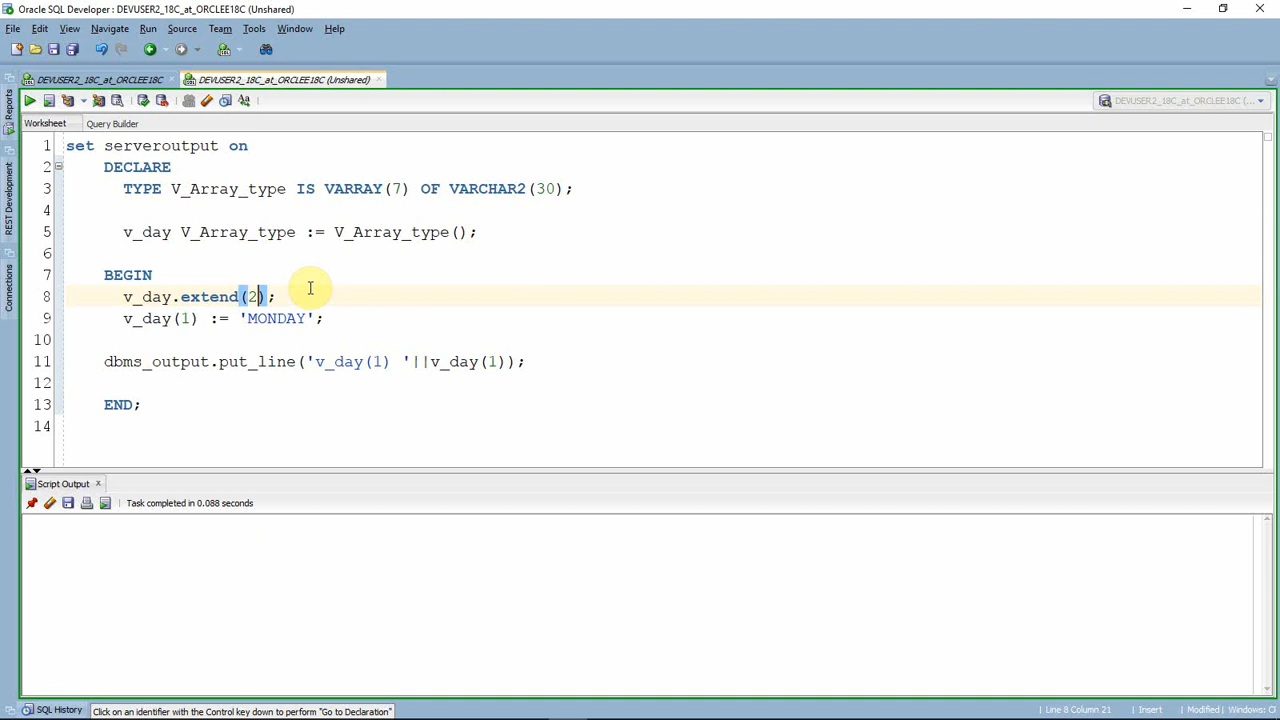 Oracle SQL Developer: DEVUSER2_18C_at_ORCLEE18C (Unshared)
File Edit View Navigate Run Source Team Tools Window Help
DEVUSER2_18C_at_ORCLEE18C DEVUSER2_18C_at_ORCLEE18C (Unshared)
DEVUSER2_18C_at_ORCLEE18C (...
Reports
REST Development
Connections
Worksheet Query Builder
1 set serveroutput on
2 DECLARE
3 TYPE V_Array_type IS VARRAY(7) OF VARCHAR2(30);
4
5 v_day V_Array_type := V_Array_type();
6
7 BEGIN
8 v_day.extend(2);
9 v_day(1) := 'MONDAY';
10
11 dbms_output.put_line('v_day(1) '||v_day(1));
12
13 END;
14
Script Output
Task completed in 0.088 seconds
SQL History Click on an identifier with the Control key down to perform "Go to Declaration" Line 8 Column 21 Insert Modified Windows: C